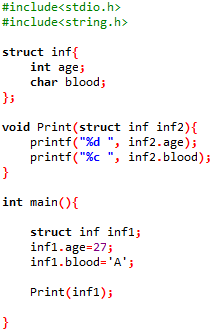 #include<stdio.h>
#include<string.h>
struct inf{
    int age;
    char blood;
};
void Print(struct inf inf2){
    printf("%d ", inf2.age);
    printf("%c ", inf2.blood);
}
int main(){
    struct inf inf1;
    inf1.age=27;
    inf1.blood='A';
    Print(inf1);
}